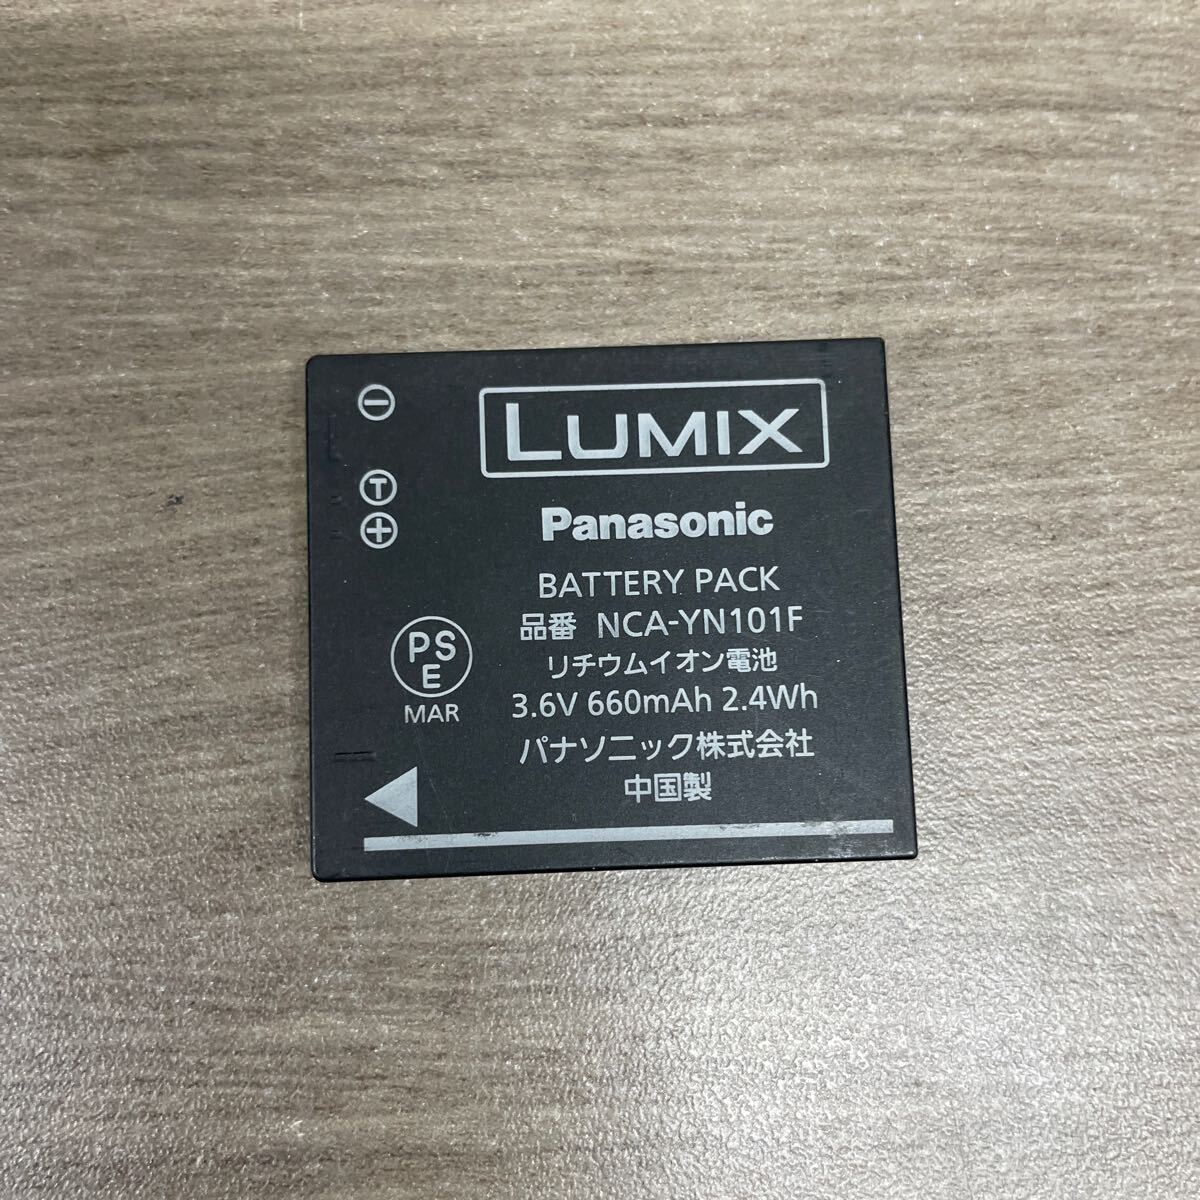 LUMIX
Panasonic
BATTERY PACK
品番 NCA-YN101F
リチウムイオン電池
3.6V 660mAh 2.4Wh
パナソニック株式会社
中国製
−
T
+
PS
E
MAR